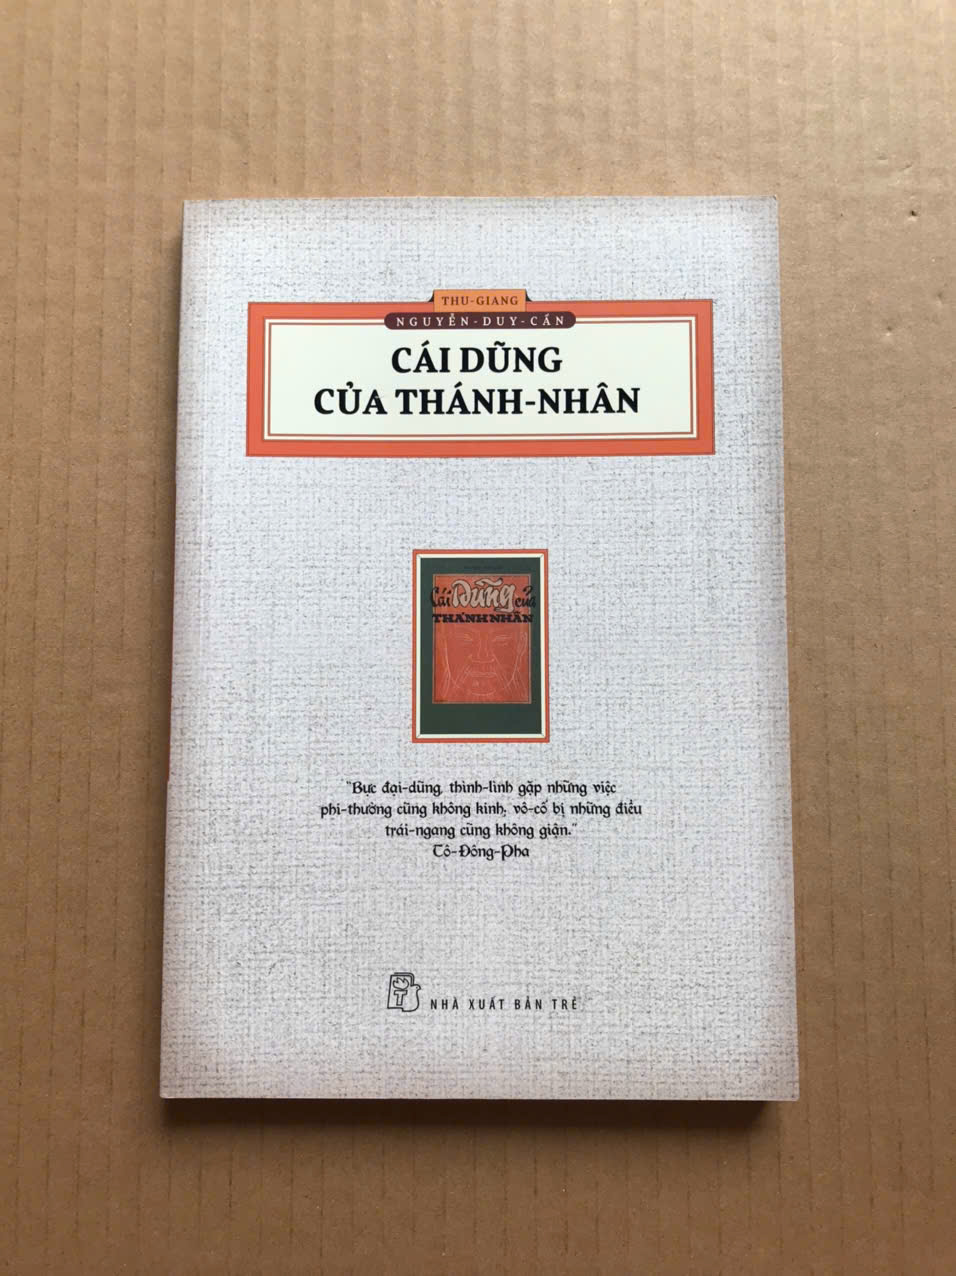 THU-GIANG
NGUYỄN-DUY-CẦN
CÁI DŨNG
CỦA THÁNH-NHÂN
Cái Dũng của
THÁNH NHÂN
"Bực đại-dũng, thình-lình gặp những việc
phi-thường cũng không kinh; vô-cố bị những điều
trái-ngang cũng không giận."
Tô-Đông-Pha
NHÀ XUẤT BẢN TRẺ